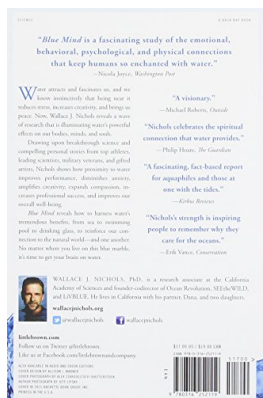 SCIENCE
"Blue Mind is a fascinating study of the emotional,
behavioral, psychological, and physical connections
that keep humans so enchanted with water."
—Nicola Joyce, Washington Post
Water attracts and fascinates us, and we
know instinctively that being near it
reduces stress, increases creativity, and brings us
peace. Now, Wallace J. Nichols reveals a wave
of research that is illuminating water's powerful
effects on our bodies, minds, and souls.
Drawing upon breakthrough science and
compelling personal stories from top athletes,
leading scientists, military veterans, and gifted
artists, Nichols shows how proximity to water
improves performance, diminishes anxiety,
amplifies creativity, expands compassion, in-
creases professional success, and improves our
overall well-being.
Blue Mind reveals how to harness water's
tremendous benefits, from sea to swimming
pool to drinking glass, to reinforce our con-
nection to the natural world—and one another.
No matter where you live on this blue marble,
it's time to get your brain on water.
"A visionary."
—Michael Roberts, Outside
"Nichols celebrates the spiritual
connection that water provides."
—Philip Hoare, The Guardian
"A fascinating, fact-based report
for aquaphiles and those at
one with the tides."
—Kirkus Reviews
"Nichols's strength is inspiring
people to remember why they
care for the oceans."
—Erik Vance, Conservation
WALLACE J. NICHOLS, PhD, is a research associate at the California
Academy of Sciences and founder-codirector of Ocean Revolution, SEEtheWILD,
and LiVBLUE. He lives in California with his partner, Dana, and two daughters.
wallacejnichols.org
@wallacejnichols
wallacejnichols
littlebrown.com
Follow us on Twitter @littlebrown.
Like us at Facebook.com/littlebrownandcompany.
9 780316 252119